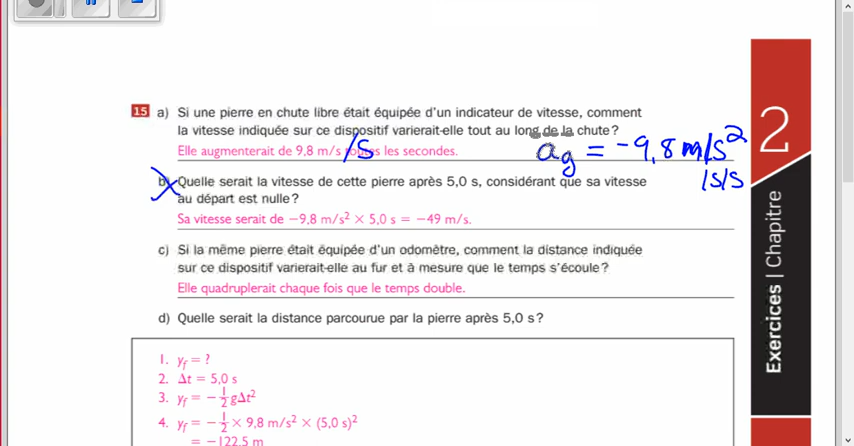 15 a) Si une pierre en chute libre était équipée d'un indicateur de vitesse, comment
la vitesse indiquée sur ce dispositif varierait-elle tout au long de la chute ?
Elle augmenterait de 9,8 m/s toutes les secondes.
/s
ag = -9,8 m/s²
/s/s
b) Quelle serait la vitesse de cette pierre après 5,0 s, considérant que sa vitesse
au départ est nulle ?
Sa vitesse serait de −9,8 m/s² × 5,0 s = −49 m/s.
c) Si la même pierre était équipée d'un odomètre, comment la distance indiquée
sur ce dispositif varierait-elle au fur et à mesure que le temps s'écoule ?
Elle quadruplerait chaque fois que le temps double.
d) Quelle serait la distance parcourue par la pierre après 5,0 s ?
1. yf = ?
2. Δt = 5,0 s
3. yf = −1/2 gΔt²
4. yf = −1/2 × 9,8 m/s² × (5,0 s)²
= −122,5 m
2
Exercices | Chapitre